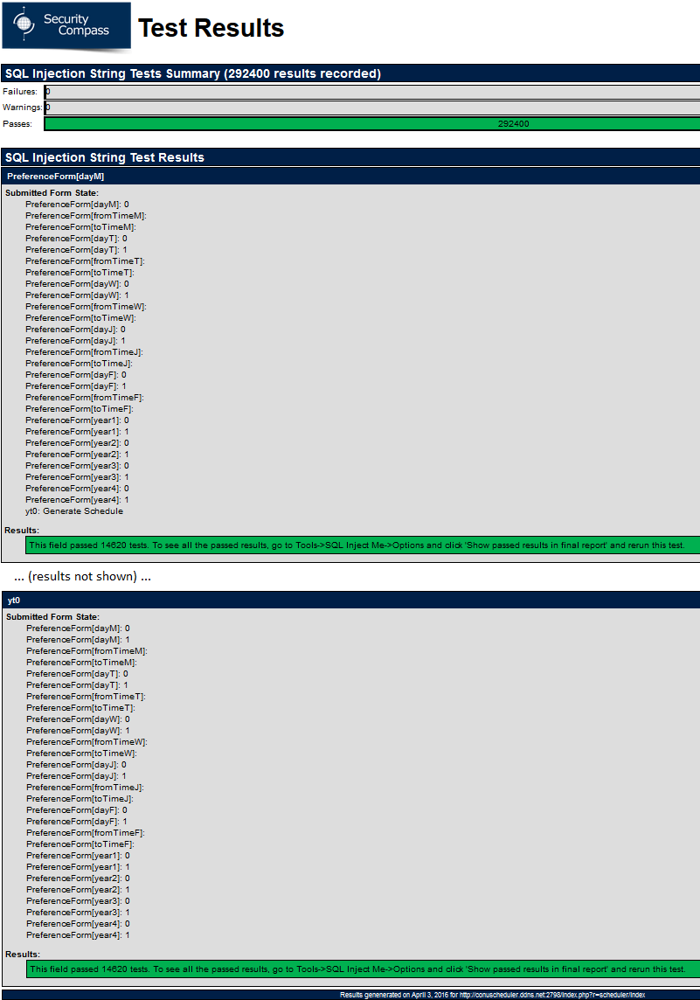 Security
Compass
Test Results
SQL Injection String Tests Summary (292400 results recorded)
Failures: 0
Warnings: 0
Passes: 292400
SQL Injection String Test Results
PreferenceForm[dayM]
Submitted Form State:
PreferenceForm[dayM]: 0
PreferenceForm[fromTimeM]:
PreferenceForm[toTimeM]:
PreferenceForm[dayT]: 0
PreferenceForm[dayT]: 1
PreferenceForm[fromTimeT]:
PreferenceForm[toTimeT]:
PreferenceForm[dayW]: 0
PreferenceForm[dayW]: 1
PreferenceForm[fromTimeW]:
PreferenceForm[toTimeW]:
PreferenceForm[dayJ]: 0
PreferenceForm[dayJ]: 1
PreferenceForm[fromTimeJ]:
PreferenceForm[toTimeJ]:
PreferenceForm[dayF]: 0
PreferenceForm[dayF]: 1
PreferenceForm[fromTimeF]:
PreferenceForm[toTimeF]:
PreferenceForm[year1]: 0
PreferenceForm[year1]: 1
PreferenceForm[year2]: 0
PreferenceForm[year2]: 1
PreferenceForm[year3]: 0
PreferenceForm[year3]: 1
PreferenceForm[year4]: 0
PreferenceForm[year4]: 1
yt0: Generate Schedule
Results:
This field passed 14620 tests. To see all the passed results, go to Tools->SQL Inject Me->Options and click 'Show passed results in final report' and rerun this test.
... (results not shown) ...
yt0
Submitted Form State:
PreferenceForm[dayM]: 0
PreferenceForm[dayM]: 1
PreferenceForm[fromTimeM]:
PreferenceForm[toTimeM]:
PreferenceForm[dayT]: 0
PreferenceForm[dayT]: 1
PreferenceForm[fromTimeT]:
PreferenceForm[toTimeT]:
PreferenceForm[dayW]: 0
PreferenceForm[dayW]: 1
PreferenceForm[fromTimeW]:
PreferenceForm[toTimeW]:
PreferenceForm[dayJ]: 0
PreferenceForm[dayJ]: 1
PreferenceForm[fromTimeJ]:
PreferenceForm[toTimeJ]:
PreferenceForm[dayF]: 0
PreferenceForm[dayF]: 1
PreferenceForm[fromTimeF]:
PreferenceForm[toTimeF]:
PreferenceForm[year1]: 0
PreferenceForm[year1]: 1
PreferenceForm[year2]: 0
PreferenceForm[year2]: 1
PreferenceForm[year3]: 0
PreferenceForm[year3]: 1
PreferenceForm[year4]: 0
PreferenceForm[year4]: 1
Results:
This field passed 14620 tests. To see all the passed results, go to Tools->SQL Inject Me->Options and click 'Show passed results in final report' and rerun this test.
Results genenerated on April 3, 2016 for http://conuscheduler.ddns.net:2798/index.php?r=scheduler/index